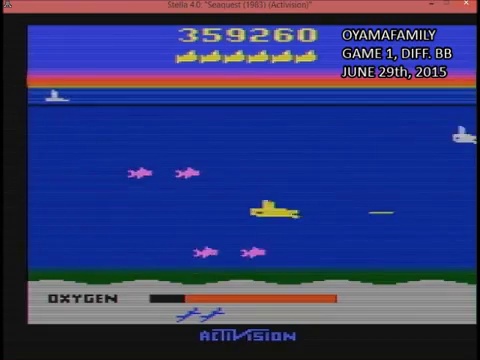 Stella 4.0: "Seaquest (1983) (Activision)"
359260
OYAMAFAMILY
GAME 1, DIFF. BB
JUNE 29th, 2015
OXYGEN
ACTIVISION